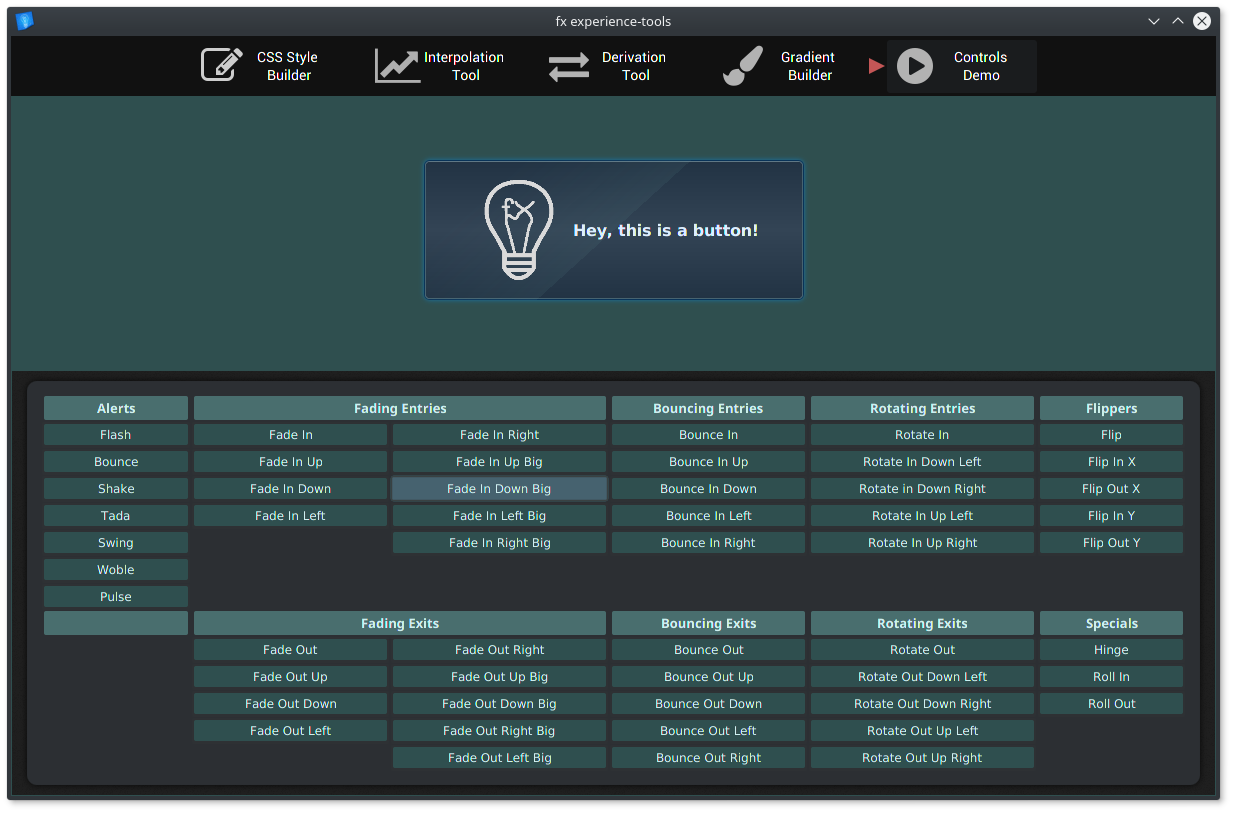 fx experience-tools
CSS Style
Builder
Interpolation
Tool
Derivation
Tool
Gradient
Builder
Controls
Demo
fx
Hey, this is a button!
Alerts
Flash
Bounce
Shake
Tada
Swing
Woble
Pulse
Fading Entries
Fade In
Fade In Right
Fade In Up
Fade In Up Big
Fade In Down
Fade In Down Big
Fade In Left
Fade In Left Big
Fade In Right Big
Bouncing Entries
Bounce In
Bounce In Up
Bounce In Down
Bounce In Left
Bounce In Right
Rotating Entries
Rotate In
Rotate In Down Left
Rotate in Down Right
Rotate In Up Left
Rotate In Up Right
Flippers
Flip
Flip In X
Flip Out X
Flip In Y
Flip Out Y
Fading Exits
Fade Out
Fade Out Right
Fade Out Up
Fade Out Up Big
Fade Out Down
Fade Out Down Big
Fade Out Left
Fade Out Right Big
Fade Out Left Big
Bouncing Exits
Bounce Out
Bounce Out Up
Bounce Out Down
Bounce Out Left
Bounce Out Right
Rotating Exits
Rotate Out
Rotate Out Down Left
Rotate Out Down Right
Rotate Out Up Left
Rotate Out Up Right
Specials
Hinge
Roll In
Roll Out